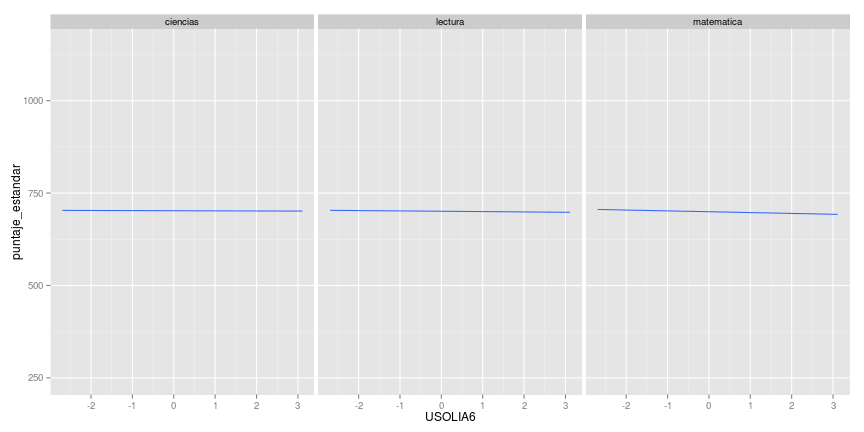 ciencias lectura matematica
puntaje_estandar
1000
750
500
250
-2 -1 0 1 2 3 -2 -1 0 1 2 3 -2 -1 0 1 2 3
USOLIA6